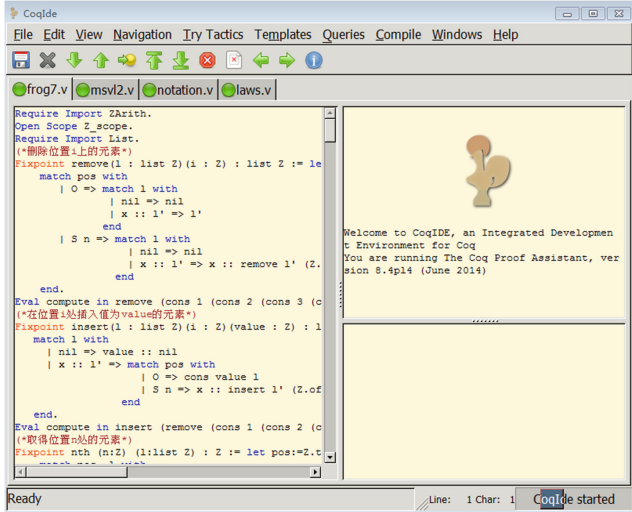 CoqIde
File Edit View Navigation Try Tactics Templates Queries Compile Windows Help
frog7.v msvl2.v notation.v laws.v
Require Import ZArith.
Open Scope Z_scope.
Require Import List.
(*删除位置i上的元素*)
Fixpoint remove(l : list Z)(i : Z) : list Z := le
match pos with
| O => match l with
| nil => nil
| x :: l' => l'
end
| S n => match l with
| nil => nil
| x :: l' => x :: remove l' (Z.
end
end.
Eval compute in remove (cons 1 (cons 2 (cons 3 (c
(*在位置i处插入值为value的元素*)
Fixpoint insert(l : list Z)(i : Z)(value : Z) : l
match l with
| nil => value :: nil
| x :: l' => match pos with
| O => cons value l
| S n => x :: insert l' (Z.of
end
end.
Eval compute in insert (remove (cons 1 (cons 2 (c
(*取得位置n处的元素*)
Fixpoint nth (n:Z) (l:list Z) : Z := let pos:=Z.t
Welcome to CoqIDE, an Integrated Developmen
t Environment for Coq
You are running The Coq Proof Assistant, ver
sion 8.4pl4 (June 2014)
Ready
Line: 1 Char: 1
CoqIde started